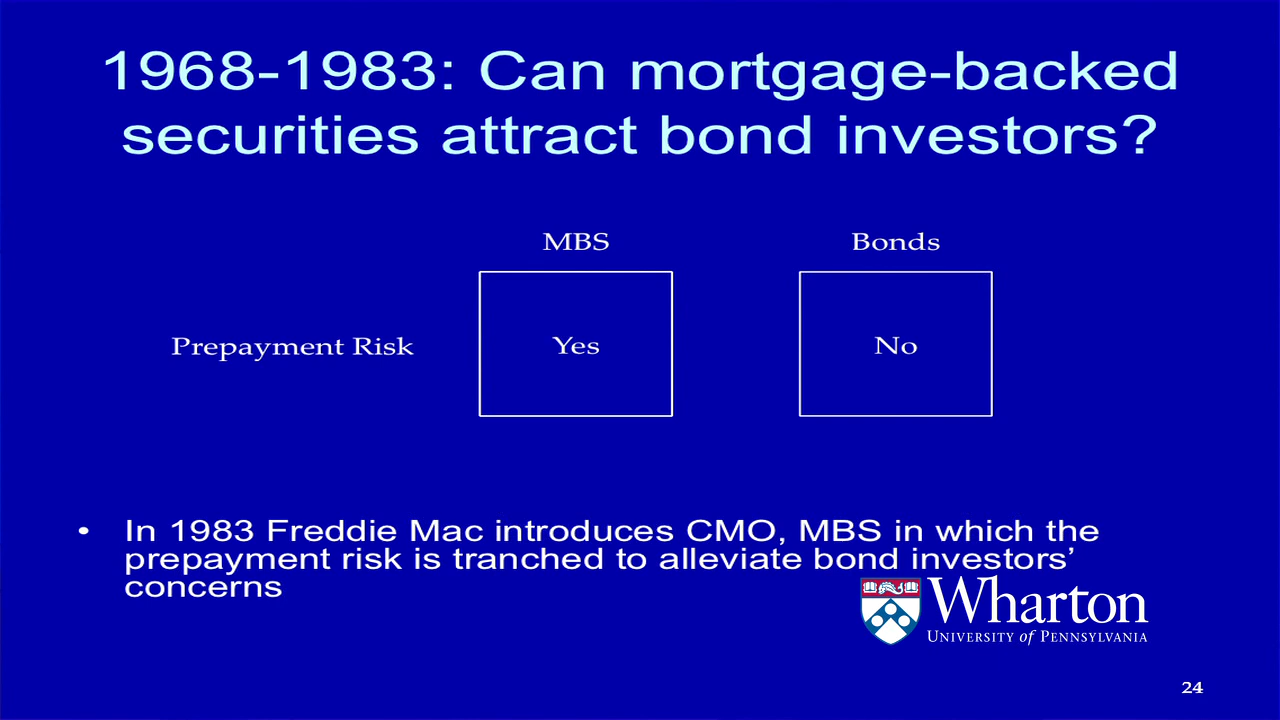 1968-1983: Can mortgage-backed
securities attract bond investors?
MBS
Bonds
Prepayment Risk
Yes
No
• In 1983 Freddie Mac introduces CMO, MBS in which the
prepayment risk is tranched to alleviate bond investors’
concerns
Wharton
UNIVERSITY of PENNSYLVANIA
24